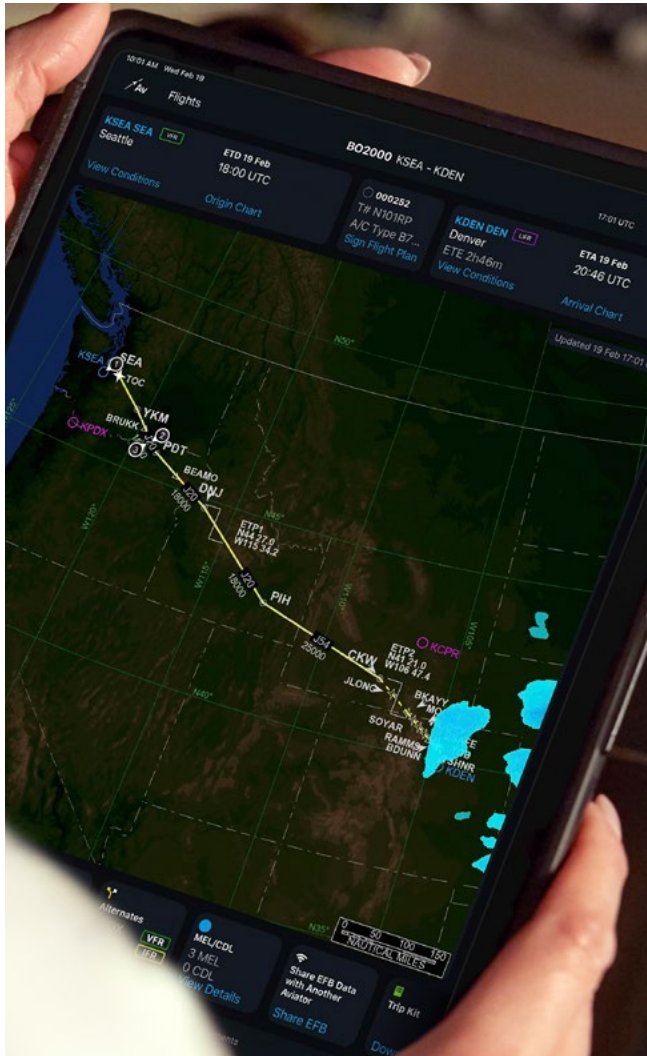 10:01 AM Wed Feb 19
Av
Flights
BO2000 KSEA - KDEN
17:01 UTC
KSEA SEA VFR
Seattle
View Conditions
ETD 19 Feb
18:00 UTC
Origin Chart
000252
T# N101RP
A/C Type B7...
Sign Flight Plan
KDEN DEN LIFR
Denver
ETE 2h46m
View Conditions
ETA 19 Feb
20:46 UTC
Arrival Chart
Updated 19 Feb 17:01
N50°
KSEA
1
SEA
TOC
YKM
BRUKK
2
3
PDT
KPDX
W120°
BEAMO
J20
18000
DNJ
N45°
ETP1
N44 27.0
W115 34.2
W115°
J20
18000
PIH
W110°
J54
25000
KCPR
W105°
CKW
ETP2
N41 21.0
W106 47.4
JLONO
BKAYY
SOYAR
RAMMS
BDUNN
SHNR
KDEN
N40°
N35°
0 50 100 150
NAUTICAL MILES
Alternates
VFR
IFR
MEL/CDL
3 MEL
0 CDL
View Details
Share EFB Data
with Another
Aviator
Share EFB
Trip Kit